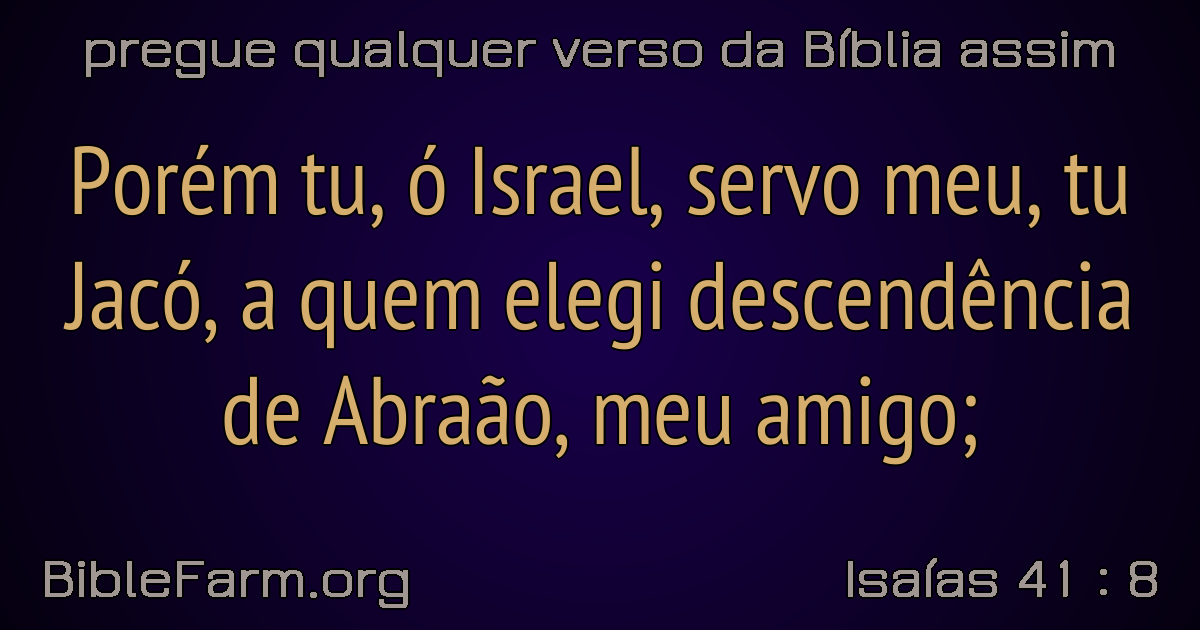 pregue qualquer verso da Bíblia assim
Porém tu, ó Israel, servo meu, tu
Jacó, a quem elegi descendência
de Abraão, meu amigo;
BibleFarm.org
Isaías 41 : 8